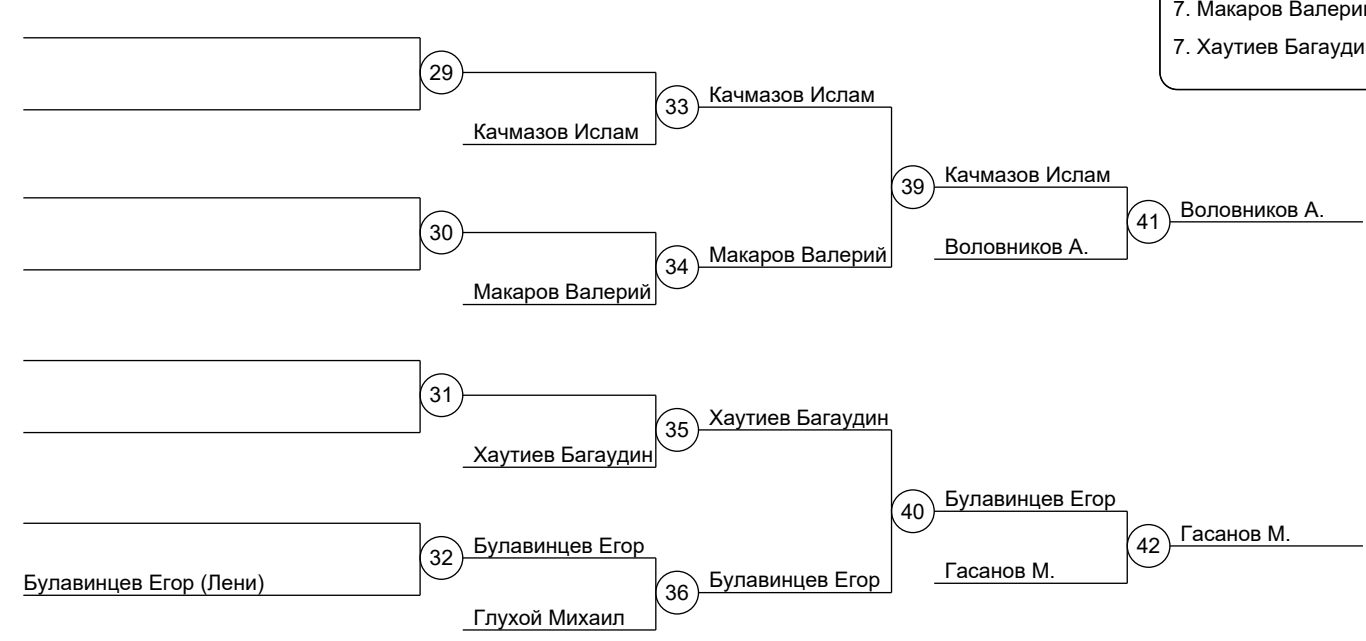 7. Макаров Валерий
7. Хаутиев Багауди
29
Качмазов Ислам
33
Качмазов Ислам
39
Качмазов Ислам
41
Воловников А.
Воловников А.
30
Макаров Валерий
34
Макаров Валерий
31
Хаутиев Багаудин
35
Хаутиев Багаудин
40
Булавинцев Егор
42
Гасанов М.
Гасанов М.
32
Булавинцев Егор
Булавинцев Егор (Лени)
36
Булавинцев Егор
Глухой Михаил